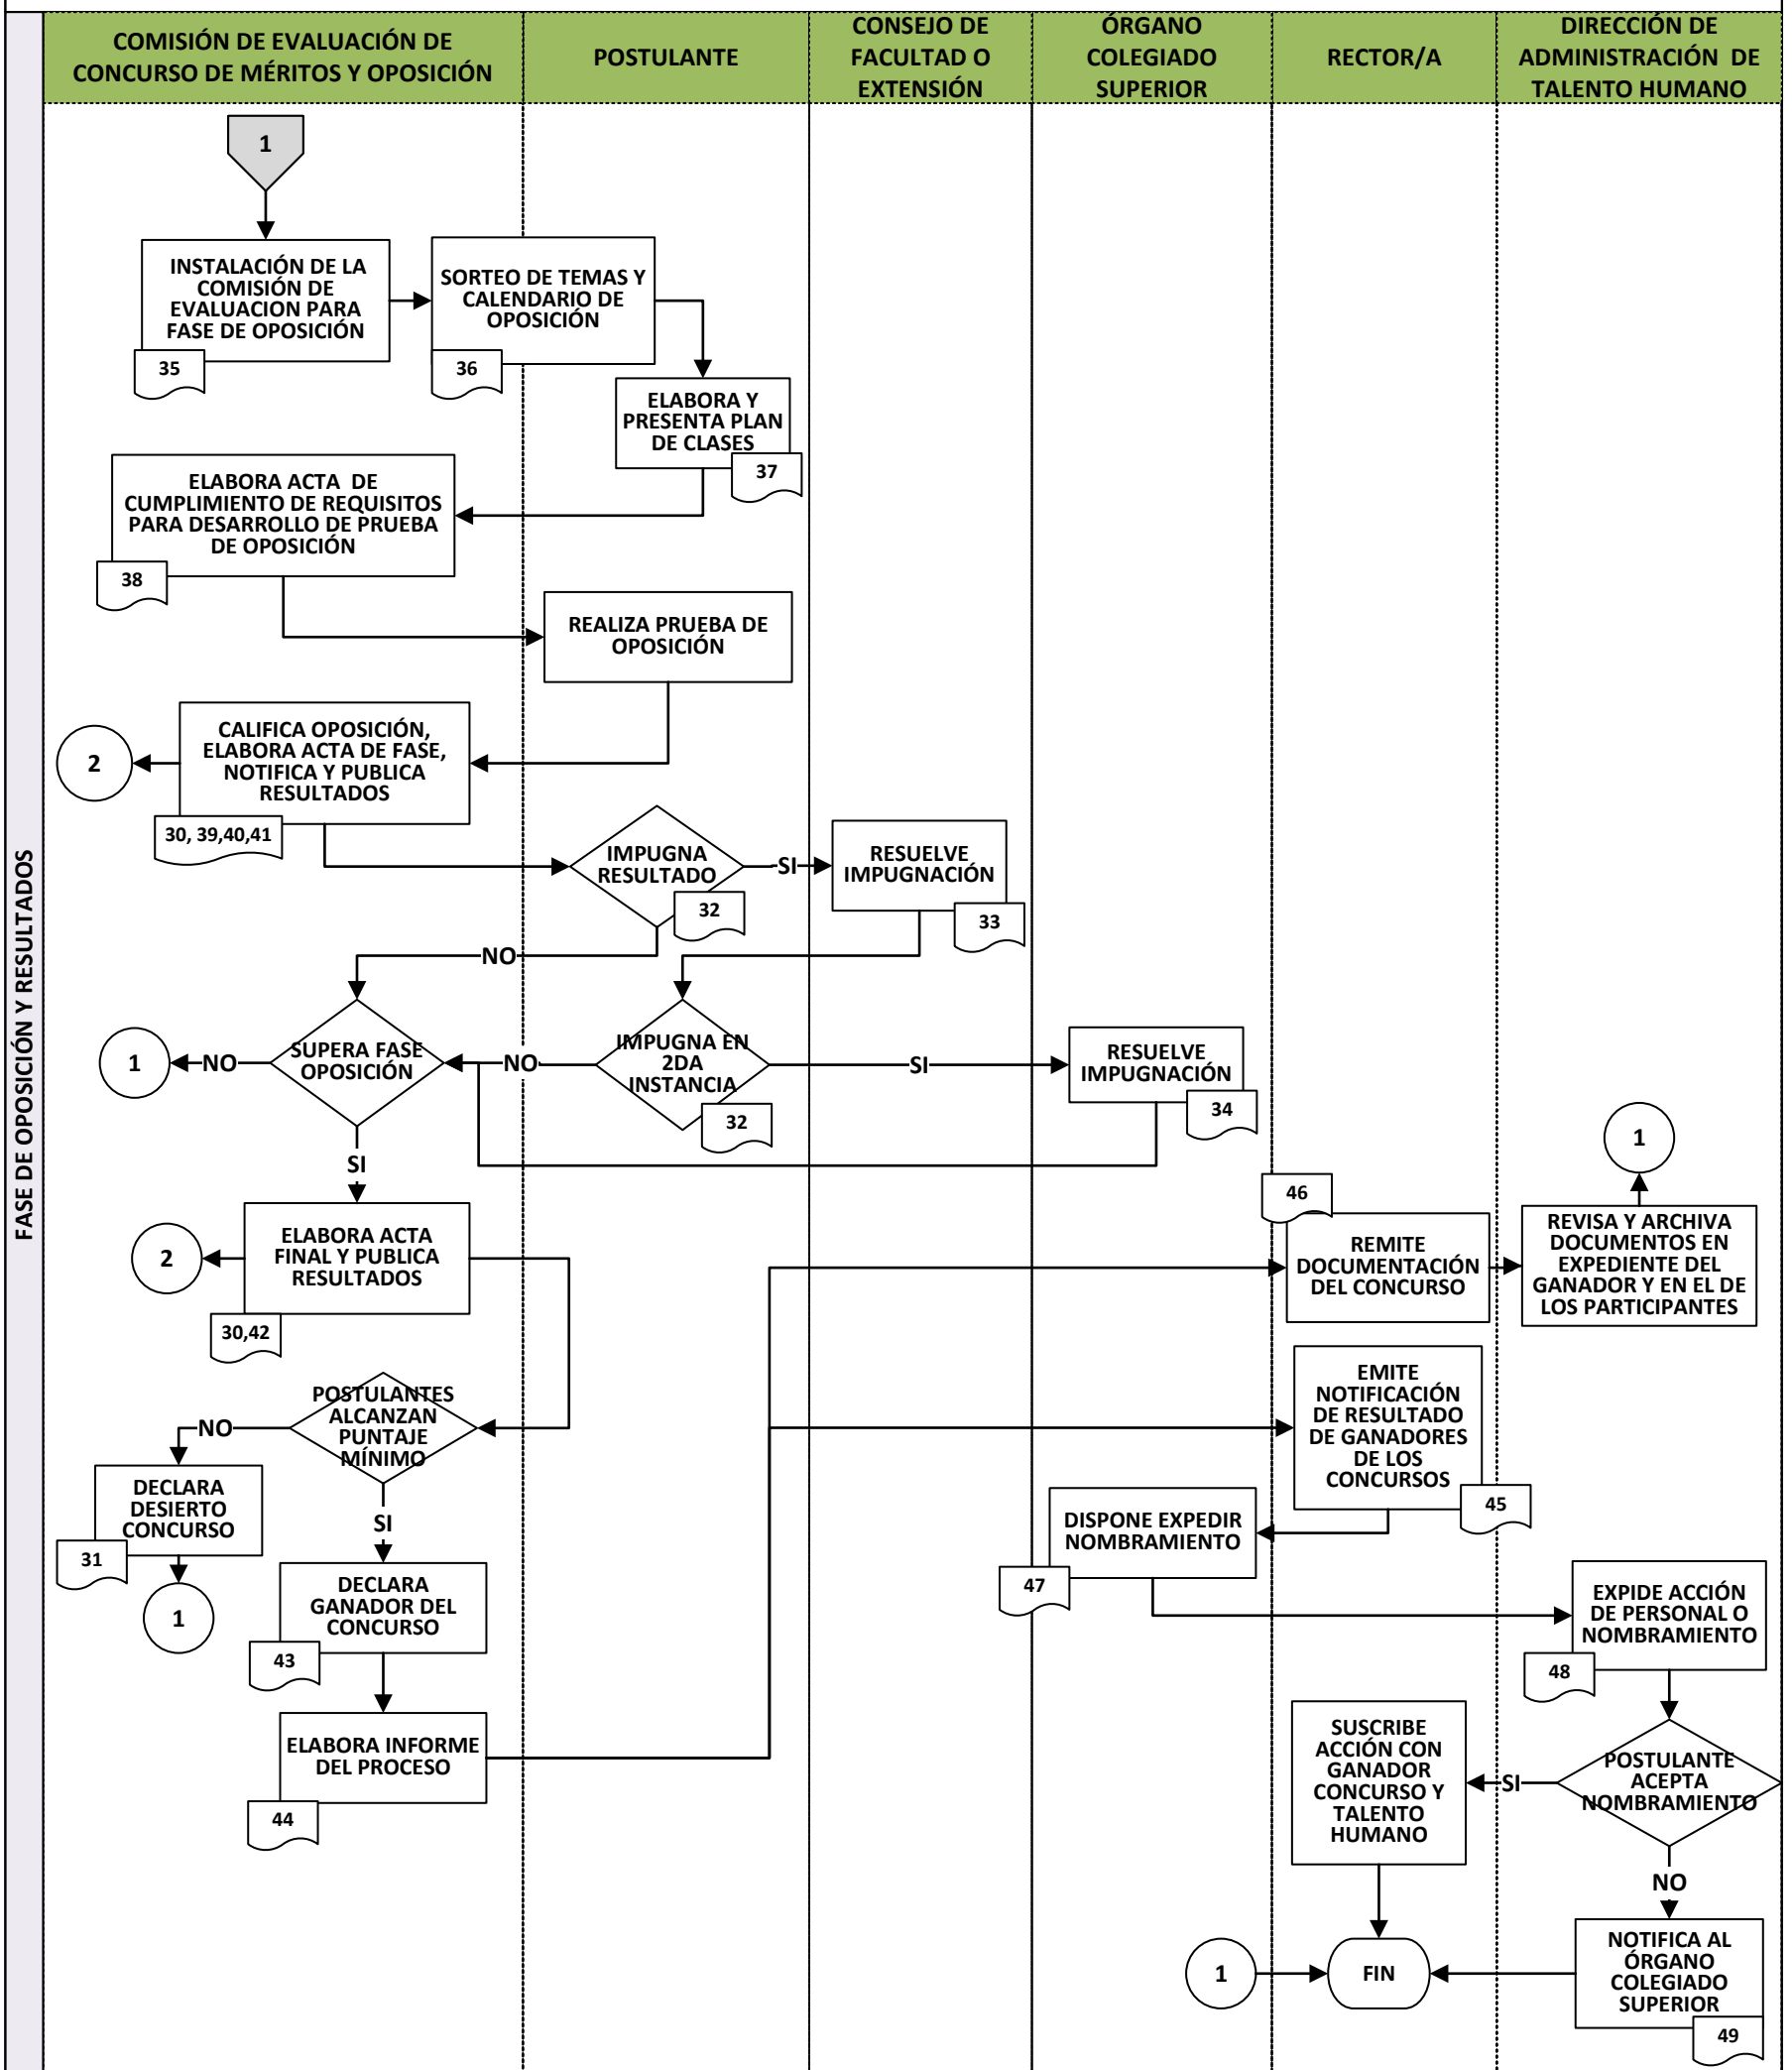 COMISIÓN DE EVALUACIÓN DE
CONCURSO DE MÉRITOS Y OPOSICIÓN
POSTULANTE
CONSEJO DE
FACULTAD O
EXTENSIÓN
ÓRGANO
COLEGIADO
SUPERIOR
RECTOR/A
DIRECCIÓN DE
ADMINISTRACIÓN DE
TALENTO HUMANO
FASE DE OPOSICIÓN Y RESULTADOS
1
INSTALACIÓN DE LA
COMISIÓN DE
EVALUACION PARA
FASE DE OPOSICIÓN
35
SORTEO DE TEMAS Y
CALENDARIO DE
OPOSICIÓN
36
ELABORA Y
PRESENTA PLAN
DE CLASES
37
ELABORA ACTA DE
CUMPLIMIENTO DE REQUISITOS
PARA DESARROLLO DE PRUEBA
DE OPOSICIÓN
38
REALIZA PRUEBA DE
OPOSICIÓN
2
CALIFICA OPOSICIÓN,
ELABORA ACTA DE FASE,
NOTIFICA Y PUBLICA
RESULTADOS
30, 39,40,41
IMPUGNA
RESULTADO
32
SI
RESUELVE
IMPUGNACIÓN
33
NO
1
NO
SUPERA FASE
OPOSICIÓN
NO
IMPUGNA EN
2DA
INSTANCIA
32
SI
RESUELVE
IMPUGNACIÓN
34
1
SI
46
2
ELABORA ACTA
FINAL Y PUBLICA
RESULTADOS
30,42
REMITE
DOCUMENTACIÓN
DEL CONCURSO
REVISA Y ARCHIVA
DOCUMENTOS EN
EXPEDIENTE DEL
GANADOR Y EN EL DE
LOS PARTICIPANTES
POSTULANTES
ALCANZAN
PUNTAJE
MÍNIMO
NO
EMITE
NOTIFICACIÓN
DE RESULTADO
DE GANADORES
DE LOS
CONCURSOS
45
DECLARA
DESIERTO
CONCURSO
31
1
SI
DISPONE EXPEDIR
NOMBRAMIENTO
47
DECLARA
GANADOR DEL
CONCURSO
43
EXPIDE ACCIÓN
DE PERSONAL O
NOMBRAMIENTO
48
ELABORA INFORME
DEL PROCESO
44
SUSCRIBE
ACCIÓN CON
GANADOR
CONCURSO Y
TALENTO
HUMANO
SI
POSTULANTE
ACEPTA
NOMBRAMIENTO
NO
1
FIN
NOTIFICA AL
ÓRGANO
COLEGIADO
SUPERIOR
49